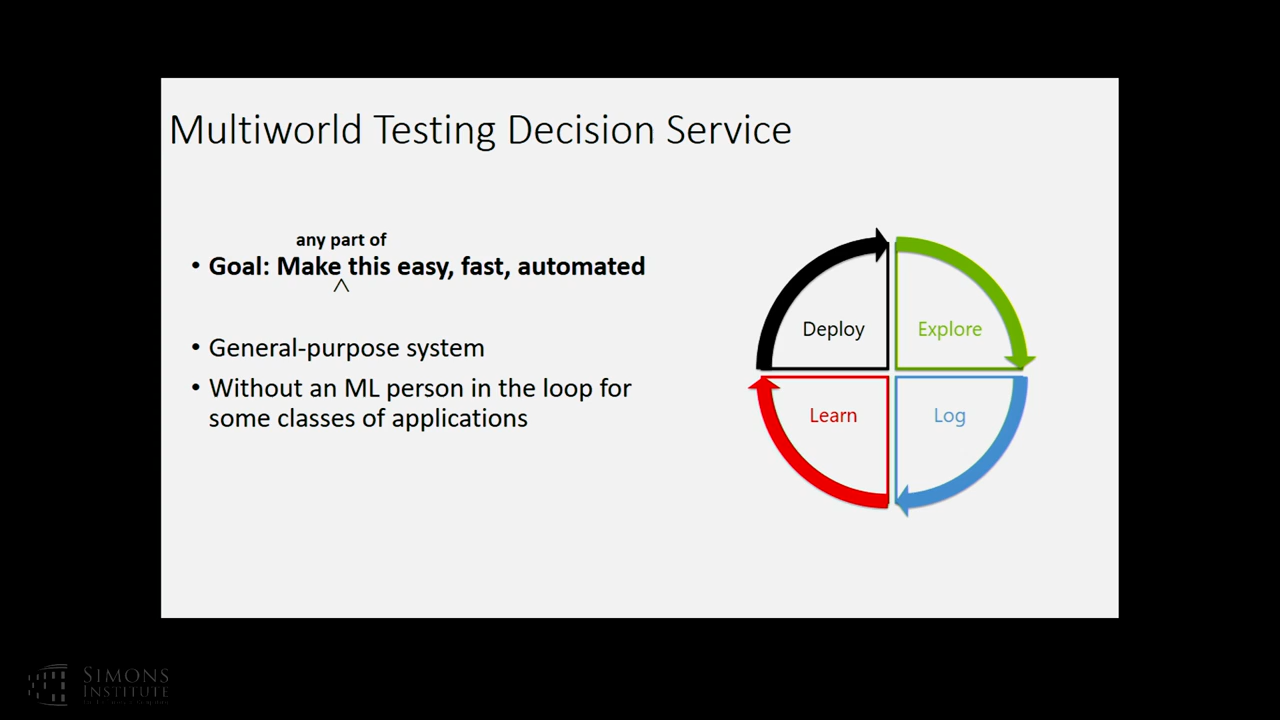 Multiworld Testing Decision Service
any part of
• Goal: Make this easy, fast, automated
^
• General-purpose system
• Without an ML person in the loop for
some classes of applications
Deploy
Explore
Learn
Log
SIMONS
INSTITUTE